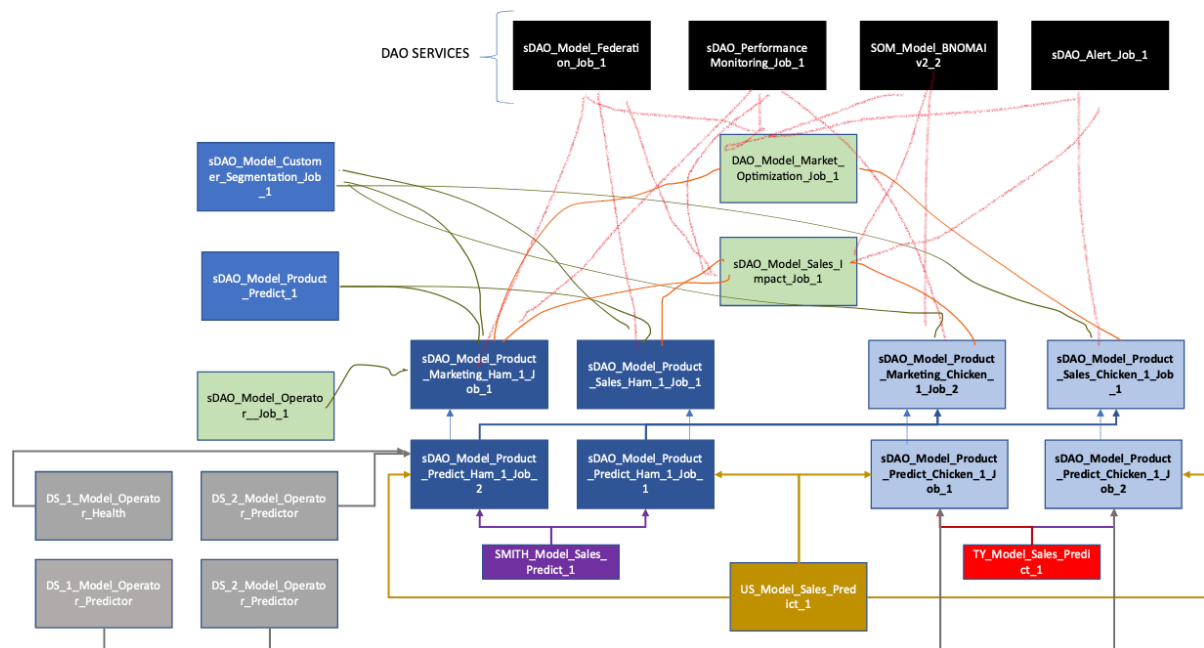 DAO SERVICES
sDAO_Model_Federati
on_Job_1
sDAO_Performance
Monitoring_Job_1
SOM_Model_BNOMAI
v2_2
sDAO_Alert_Job_1
sDAO_Model_Custom
er_Segmentation_Job
_1
DAO_Model_Market_
Optimization_Job_1
sDAO_Model_Product
_Predict_1
sDAO_Model_Sales_I
mpact_Job_1
sDAO_Model_Operato
r__Job_1
sDAO_Model_Product
_Marketing_Ham_1_J
ob_1
sDAO_Model_Product
_Sales_Ham_1_Job_1
sDAO_Model_Product
_Marketing_Chicken_
1_Job_2
sDAO_Model_Product
_Sales_Chicken_1_Job
_1
DS_1_Model_Operato
r_Health
DS_2_Model_Operato
r_Predictor
sDAO_Model_Product
_Predict_Ham_1_Job_
2
sDAO_Model_Product
_Predict_Ham_1_Job_
1
sDAO_Model_Product
_Predict_Chicken_1_J
ob_1
sDAO_Model_Product
_Predict_Chicken_1_J
ob_2
DS_1_Model_Operato
r_Predictor
DS_2_Model_Operato
r_Predictor
SMITH_Model_Sales_
Predict_1
US_Model_Sales_Pred
ict_1
TY_Model_Sales_Predi
ct_1